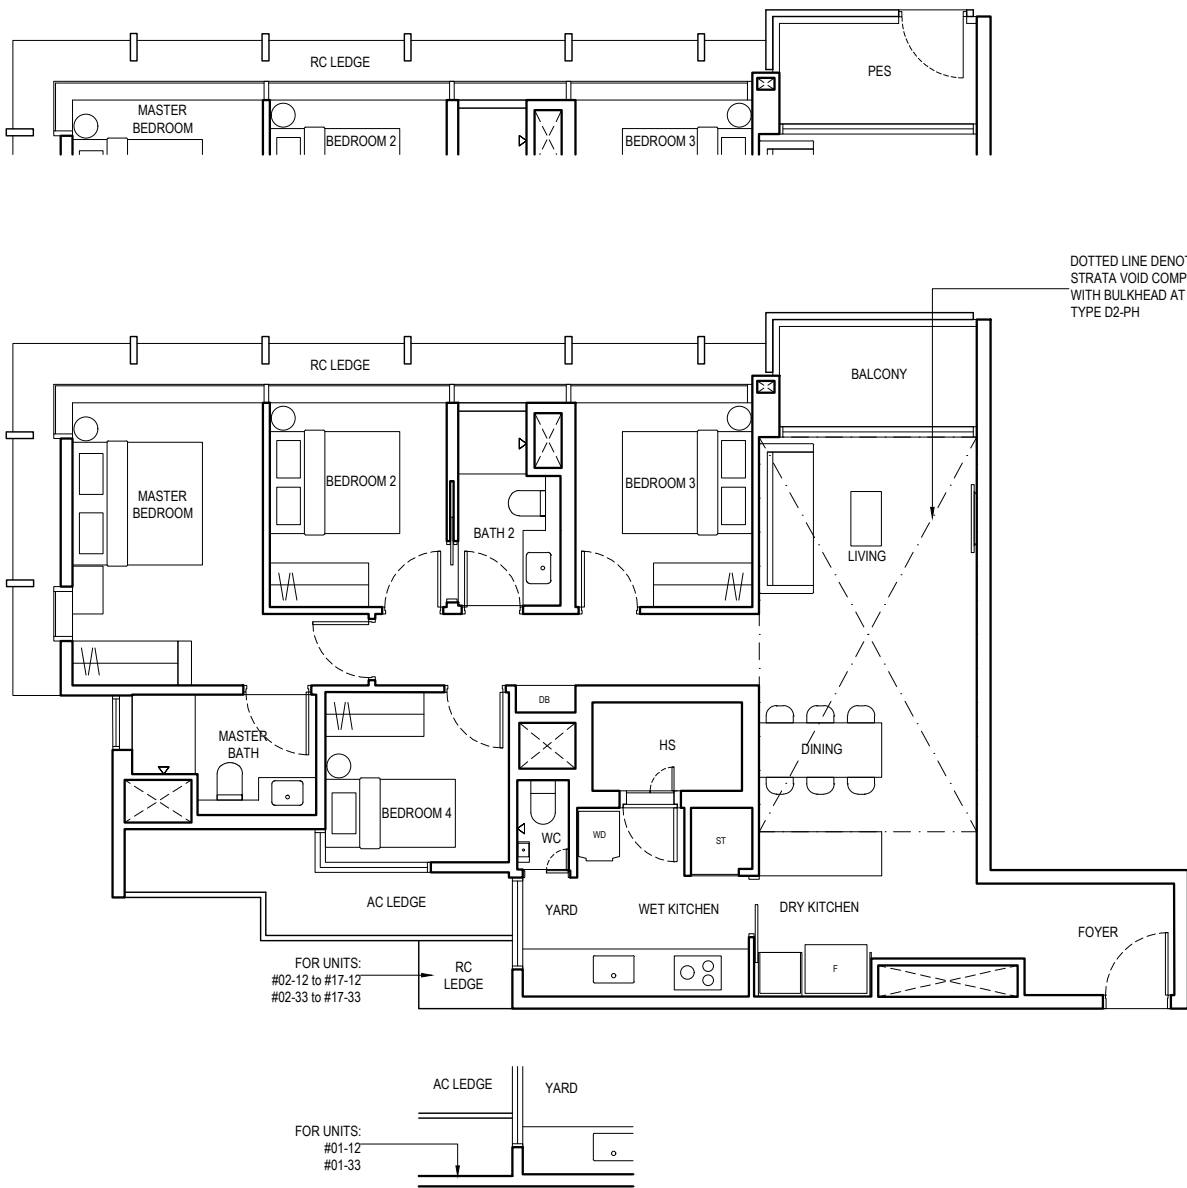 RC LEDGE
PES
MASTER
BEDROOM
BEDROOM 2
BEDROOM 3
DOTTED LINE DENO
STRATA VOID COMP
WITH BULKHEAD AT
TYPE D2-PH
RC LEDGE
BALCONY
MASTER
BEDROOM
BEDROOM 2
BATH 2
BEDROOM 3
LIVING
DB
MASTER
BATH
HS
DINING
BEDROOM 4
WC
WD
ST
AC LEDGE
YARD
WET KITCHEN
DRY KITCHEN
FOYER
FOR UNITS:
#02-12 to #17-12
#02-33 to #17-33
RC
LEDGE
F
AC LEDGE
YARD
FOR UNITS:
#01-12
#01-33